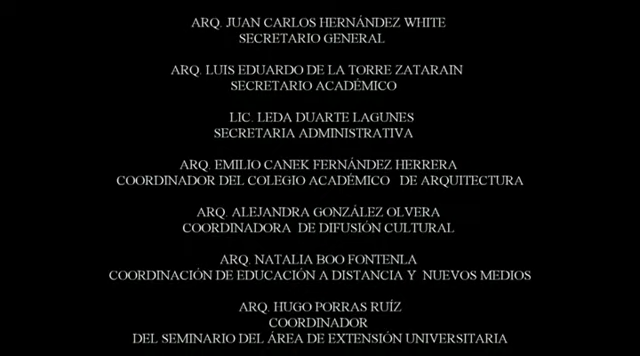 ARQ. JUAN CARLOS HERNÁNDEZ WHITE
SECRETARIO GENERAL
ARQ. LUIS EDUARDO DE LA TORRE ZATARAIN
SECRETARIO ACADÉMICO
LIC. LEDA DUARTE LAGUNES
SECRETARIA ADMINISTRATIVA
ARQ. EMILIO CANEK FERNÁNDEZ HERRERA
COORDINADOR DEL COLEGIO ACADÉMICO DE ARQUITECTURA
ARQ. ALEJANDRA GONZÁLEZ OLVERA
COORDINADORA DE DIFUSIÓN CULTURAL
ARQ. NATALIA BOO FONTENLA
COORDINACIÓN DE EDUCACIÓN A DISTANCIA Y NUEVOS MEDIOS
ARQ. HUGO PORRAS RUÍZ
COORDINADOR
DEL SEMINARIO DEL ÁREA DE EXTENSIÓN UNIVERSITARIA